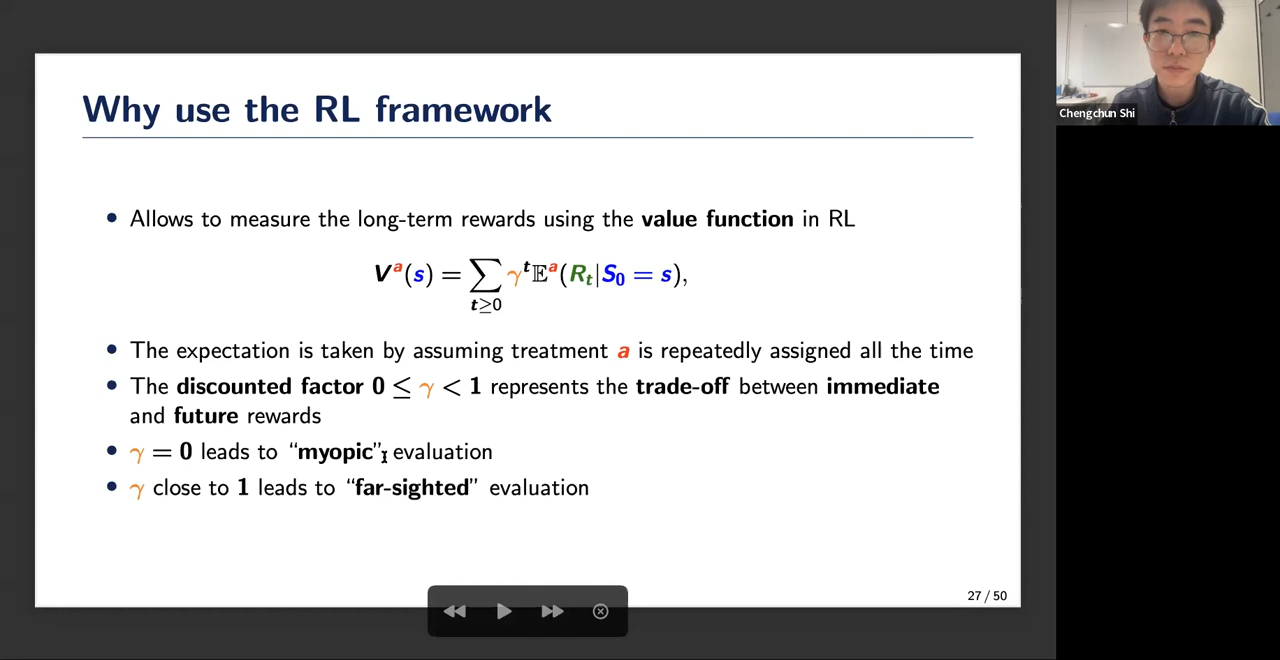 Why use the RL framework
Chengchun Shi
• Allows to measure the long-term rewards using the value function in RL
V^a(s) = ∑_{t≥0} γ^t 𝔼^a(R_t|S_0 = s),
• The expectation is taken by assuming treatment a is repeatedly assigned all the time
• The discounted factor 0 ≤ γ < 1 represents the trade-off between immediate
and future rewards
• γ = 0 leads to “myopic” evaluation
• γ close to 1 leads to “far-sighted” evaluation
27 / 50